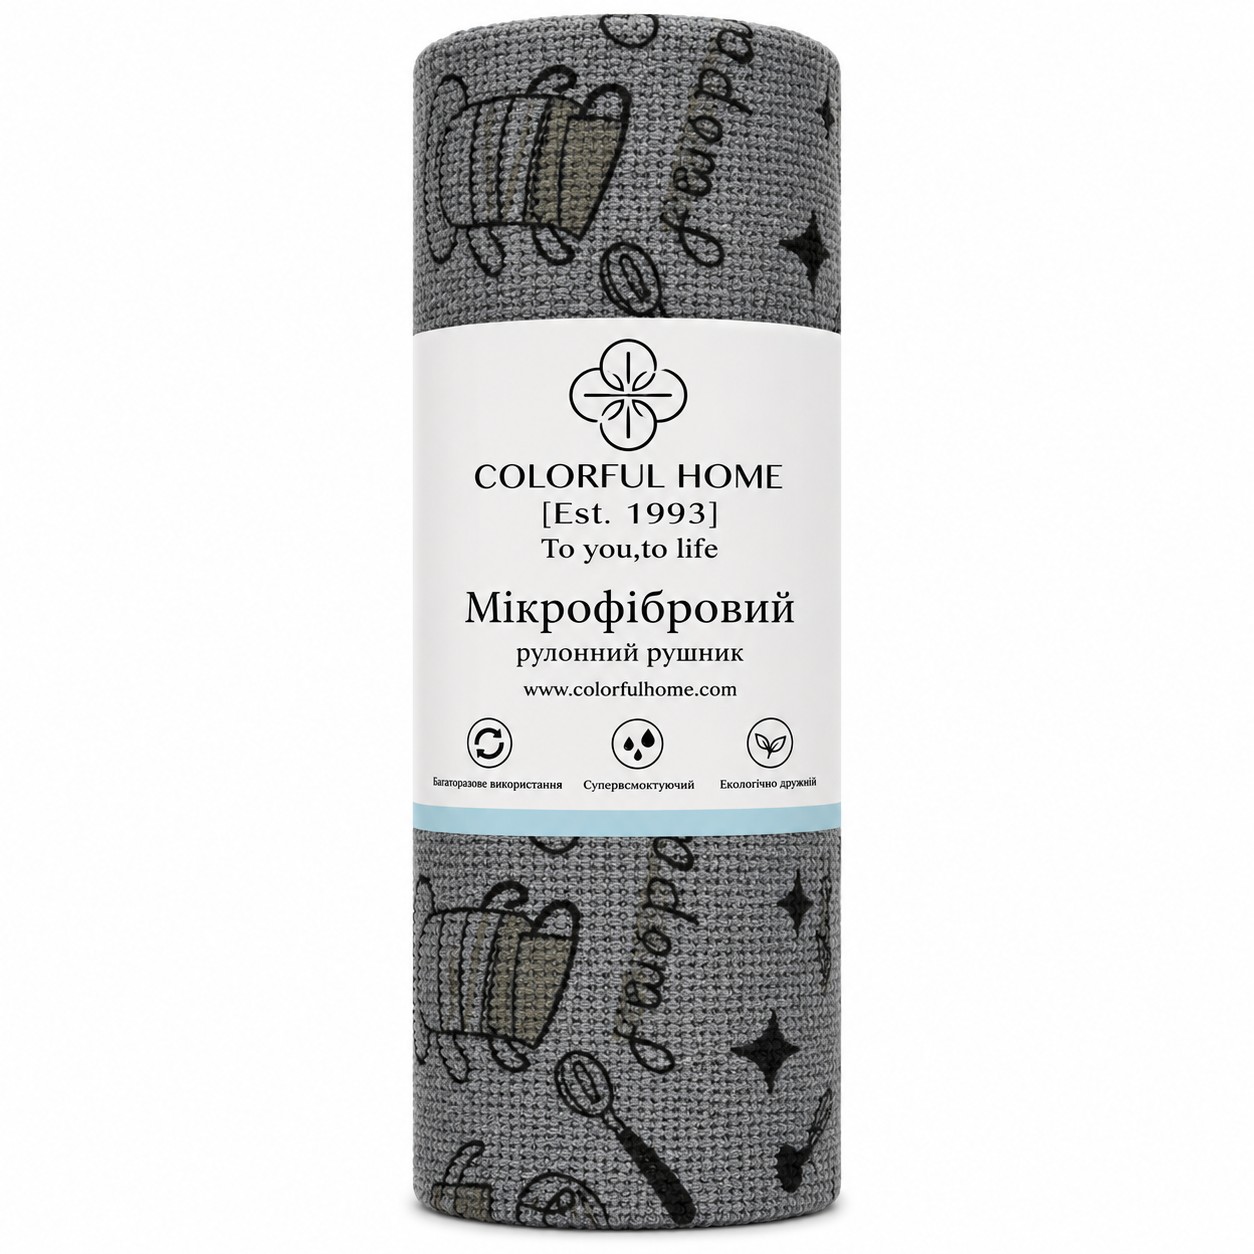 COLORFUL HOME
[Est. 1993]
To you,to life
Мікрофібровий
рулонний рушник
www.colorfulhome.com
Багаторазове використання
Супервсмоктуючий
Екологічно дружній